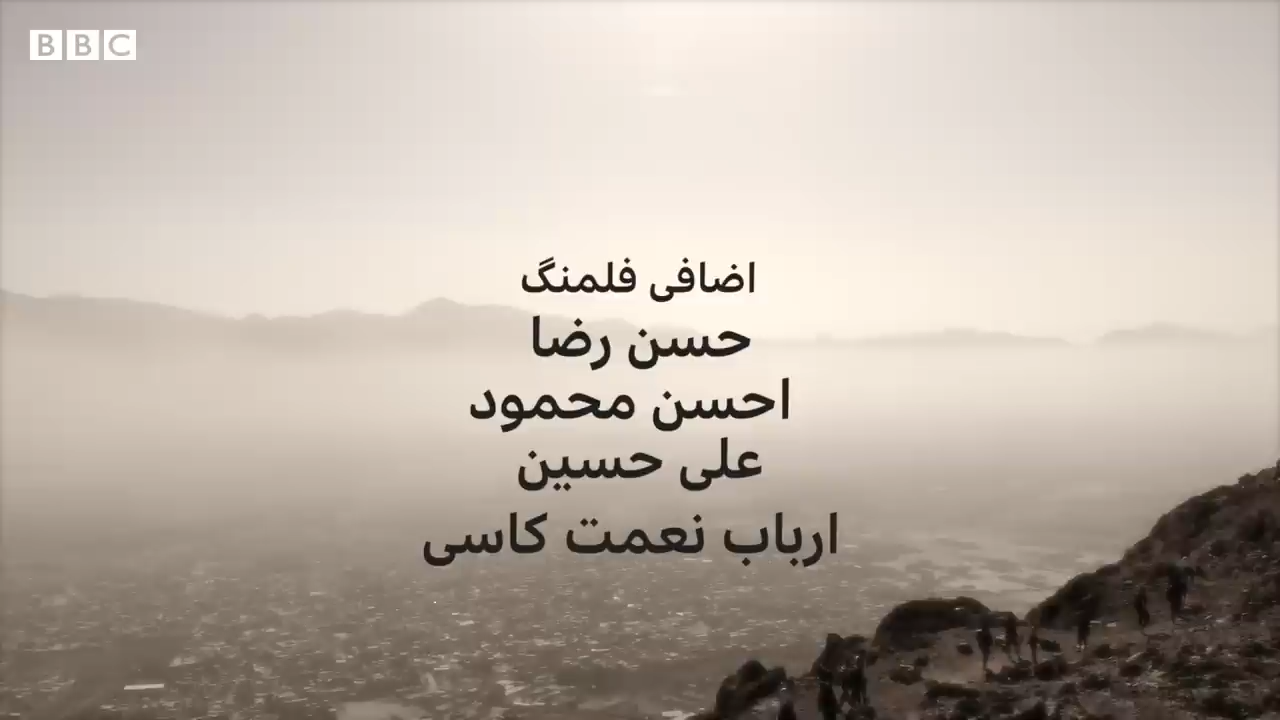 BBC
اضافی فلمنگ
حسن رضا
احسن محمود
علی حسین
ارباب نعمت کاسی